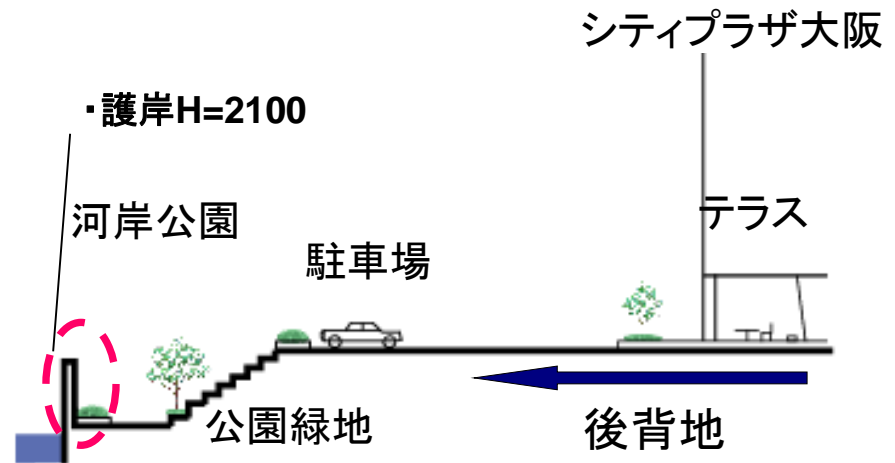 シティプラザ大阪
・護岸H=2100
河岸公園
テラス
駐車場
公園緑地
後背地